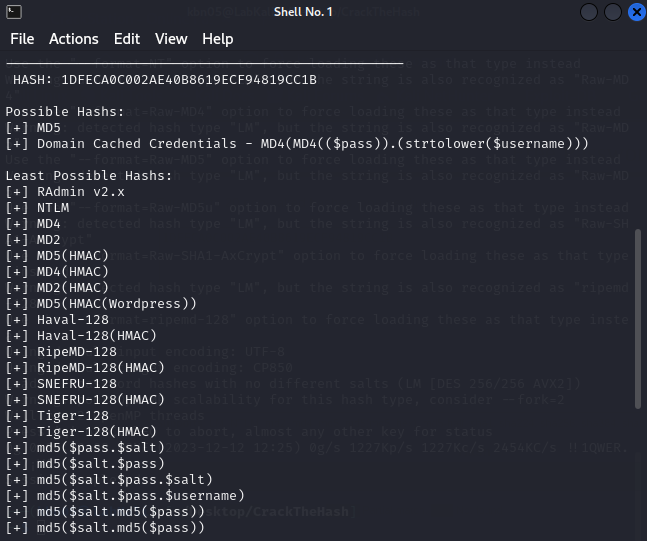 Shell No. 1
File Actions Edit View Help
HASH: 1DFECA0C002AE40B8619ECF94819CC1B
Possible Hashs:
[+] MD5
[+] Domain Cached Credentials - MD4(MD4(($pass)).(strtolower($username)))
Least Possible Hashs:
[+] RAdmin v2.x
[+] NTLM
[+] MD4
[+] MD2
[+] MD5(HMAC)
[+] MD4(HMAC)
[+] MD2(HMAC)
[+] MD5(HMAC(Wordpress))
[+] Haval-128
[+] Haval-128(HMAC)
[+] RipeMD-128
[+] RipeMD-128(HMAC)
[+] SNEFRU-128
[+] SNEFRU-128(HMAC)
[+] Tiger-128
[+] Tiger-128(HMAC)
[+] md5($pass.$salt)
[+] md5($salt.$pass)
[+] md5($salt.$pass.$salt)
[+] md5($salt.$pass.$username)
[+] md5($salt.md5($pass))
[+] md5($salt.md5($pass))